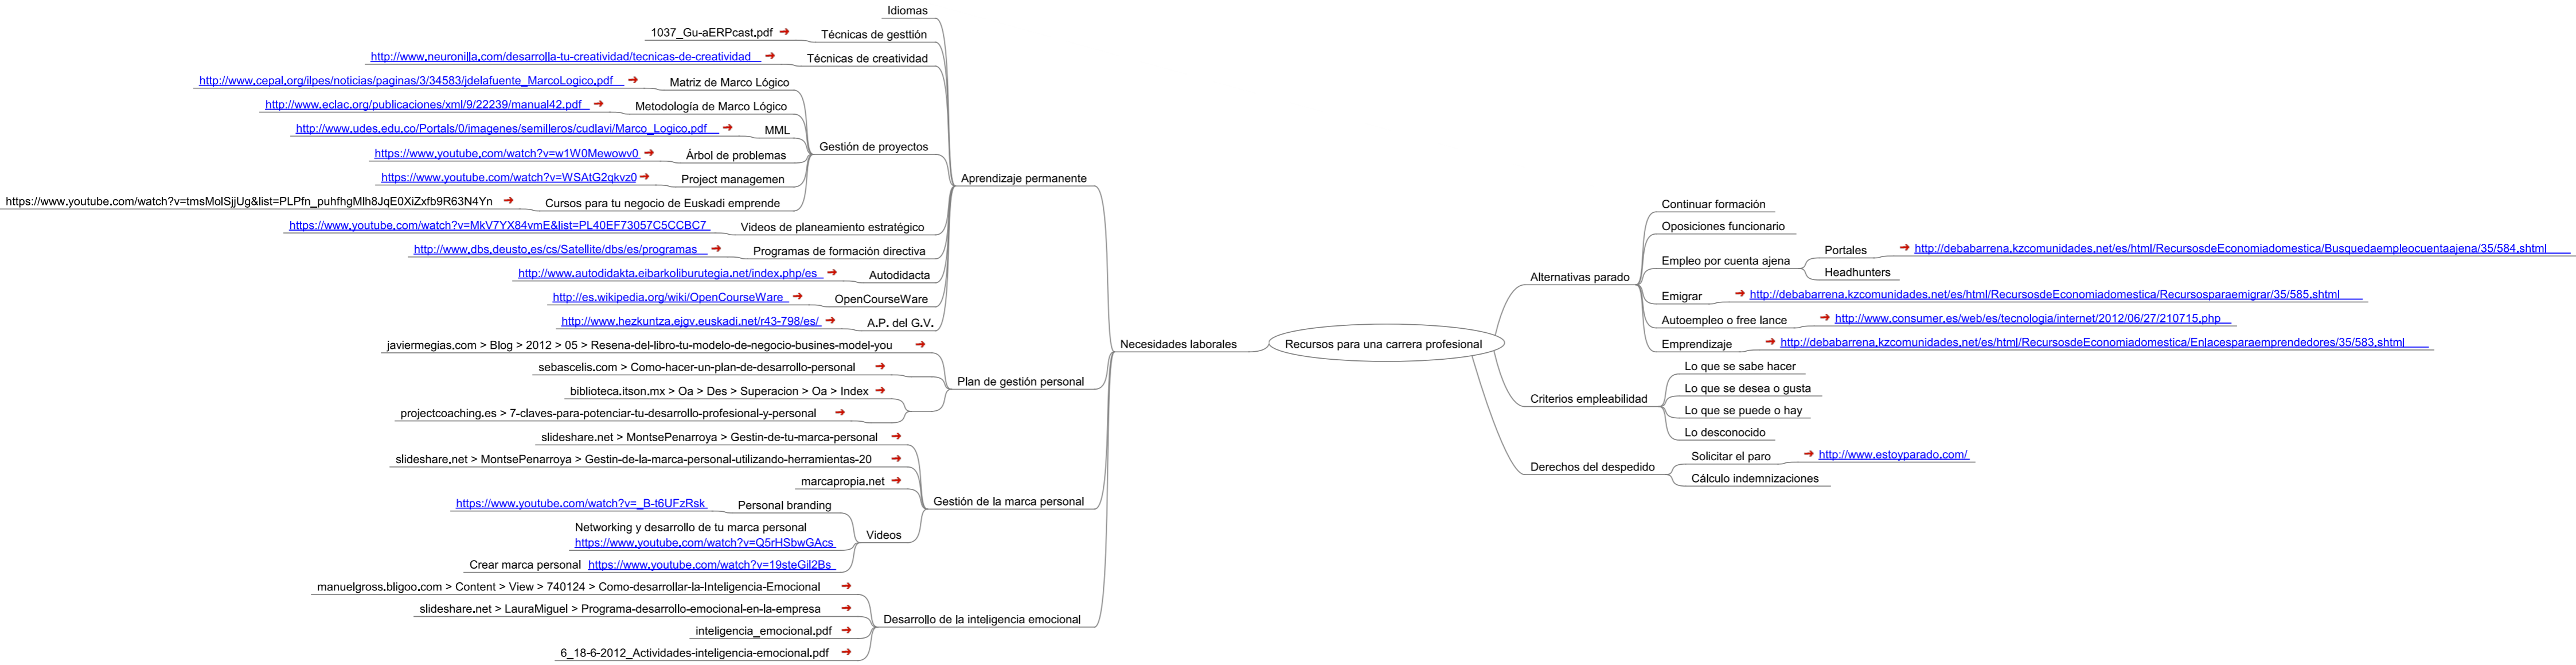 Idiomas
1037_Gu-aERPcast.pdf Técnicas de gesttión
http://www.neuronilla.com/desarrolla-tu-creatividad/tecnicas-de-creatividad Técnicas de creatividad
http://www.cepal.org/ilpes/noticias/paginas/3/34583/jdelafuente_MarcoLogico.pdf Matriz de Marco Lógico
http://www.eclac.org/publicaciones/xml/9/22239/manual42.pdf Metodología de Marco Lógico
http://www.udes.edu.co/Portals/0/imagenes/semilleros/cudlavi/Marco_Logico.pdf MML
Gestión de proyectos
https://www.youtube.com/watch?v=w1W0Mewowv0 Árbol de problemas
https://www.youtube.com/watch?v=WSAtG2qkvz0 Project managemen
Aprendizaje permanente
https://www.youtube.com/watch?v=tmsMolSjjUg&list=PLPfn_puhfhgMlh8JqE0XiZxfb9R63N4Yn Cursos para tu negocio de Euskadi emprende
https://www.youtube.com/watch?v=MkV7YX84vmE&list=PL40EF73057C5CCBC7 Videos de planeamiento estratégico
http://www.dbs.deusto.es/cs/Satellite/dbs/es/programas Programas de formación directiva
http://www.autodidakta.eibarkoliburutegia.net/index.php/es Autodidacta
http://es.wikipedia.org/wiki/OpenCourseWare OpenCourseWare
http://www.hezkuntza.ejgv.euskadi.net/r43-798/es/ A.P. del G.V.
Necesidades laborales
javiermegias.com > Blog > 2012 > 05 > Resena-del-libro-tu-modelo-de-negocio-busines-model-you
sebascelis.com > Como-hacer-un-plan-de-desarrollo-personal
Plan de gestión personal
biblioteca.itson.mx > Oa > Des > Superacion > Oa > Index
projectcoaching.es > 7-claves-para-potenciar-tu-desarrollo-profesional-y-personal
slideshare.net > MontsePenarroya > Gestin-de-tu-marca-personal
slideshare.net > MontsePenarroya > Gestin-de-la-marca-personal-utilizando-herramientas-20
marcapropia.net
Gestión de la marca personal
https://www.youtube.com/watch?v=_B-t6UFzRsk Personal branding
Networking y desarrollo de tu marca personal
https://www.youtube.com/watch?v=Q5rHSbwGAcs
Videos
Crear marca personal https://www.youtube.com/watch?v=19steGil2Bs
manuelgross.bligoo.com > Content > View > 740124 > Como-desarrollar-la-Inteligencia-Emocional
slideshare.net > LauraMiguel > Programa-desarrollo-emocional-en-la-empresa
Desarrollo de la inteligencia emocional
inteligencia_emocional.pdf
6_18-6-2012_Actividades-inteligencia-emocional.pdf
Recursos para una carrera profesional
Continuar formación
Oposiciones funcionario
Portales http://debabarrena.kzcomunidades.net/es/html/RecursosdeEconomiadomestica/Busquedaempleocuentaajena/35/584.shtml
Empleo por cuenta ajena
Headhunters
Alternativas parado
Emigrar http://debabarrena.kzcomunidades.net/es/html/RecursosdeEconomiadomestica/Recursosparaemigrar/35/585.shtml
Autoempleo o free lance http://www.consumer.es/web/es/tecnologia/internet/2012/06/27/210715.php
Emprendizaje http://debabarrena.kzcomunidades.net/es/html/RecursosdeEconomiadomestica/Enlacesparaemprendedores/35/583.shtml
Lo que se sabe hacer
Lo que se desea o gusta
Criterios empleabilidad
Lo que se puede o hay
Lo desconocido
Solicitar el paro http://www.estoyparado.com/
Derechos del despedido
Cálculo indemnizaciones